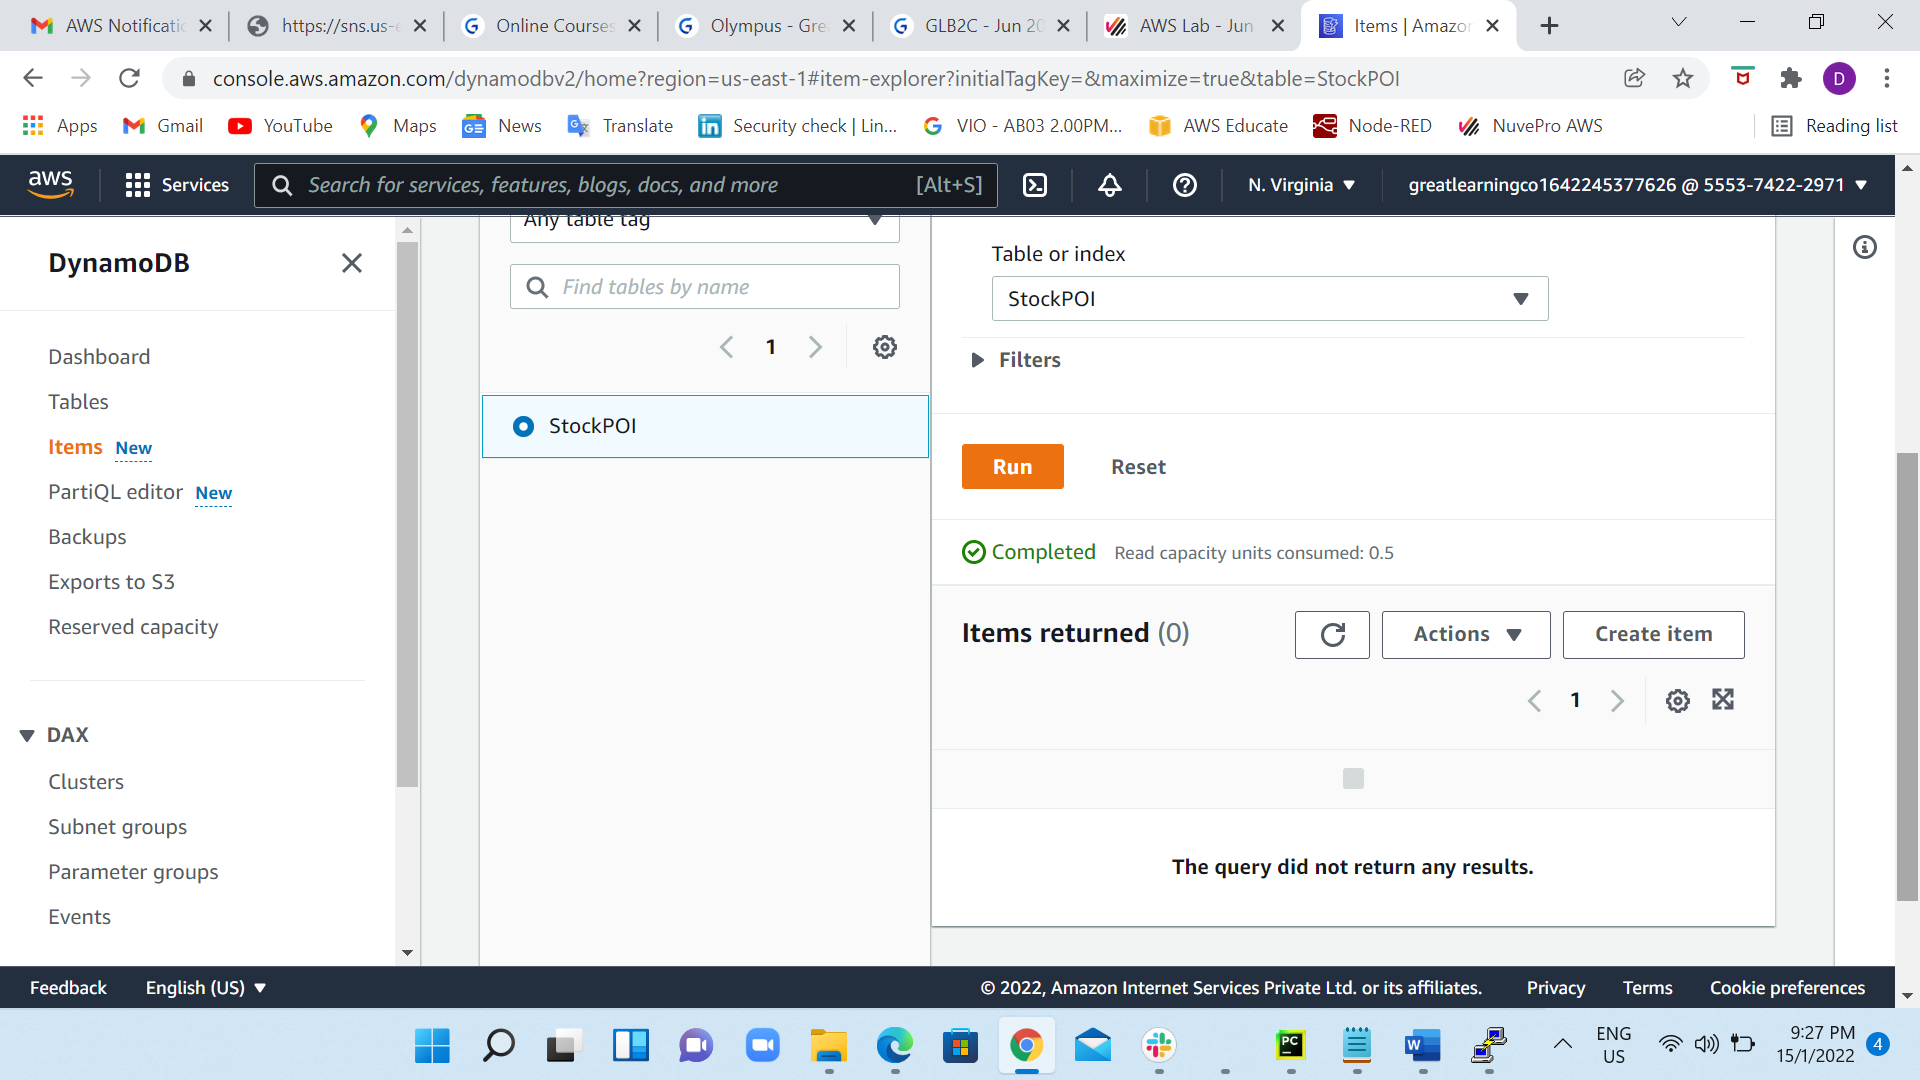 AWS Notificatio
https://sns.us-e
Online Courses
Olympus - Grea
GLB2C - Jun 20
AWS Lab - Jun
Items | Amazon
console.aws.amazon.com/dynamodbv2/home?region=us-east-1#item-explorer?initialTagKey=&maximize=true&table=StockPOI
D
Apps
Gmail
YouTube
Maps
News
Translate
Security check | Lin...
VIO - AB03 2.00PM...
AWS Educate
Node-RED
NuvePro AWS
Reading list
aws
Services
Search for services, features, blogs, docs, and more [Alt+S]
N. Virginia
greatlearningco1642245377626 @ 5553-7422-2971
DynamoDB
Dashboard
Tables
Items New
PartiQL editor New
Backups
Exports to S3
Reserved capacity
DAX
Clusters
Subnet groups
Parameter groups
Events
Any table tag
Find tables by name
1
StockPOI
Table or index
StockPOI
Filters
Run
Reset
Completed
Read capacity units consumed: 0.5
Items returned (0)
Actions
Create item
1
The query did not return any results.
Feedback
English (US)
© 2022, Amazon Internet Services Private Ltd. or its affiliates.
Privacy
Terms
Cookie preferences
PC
W
ENG
US
9:27 PM
15/1/2022
4